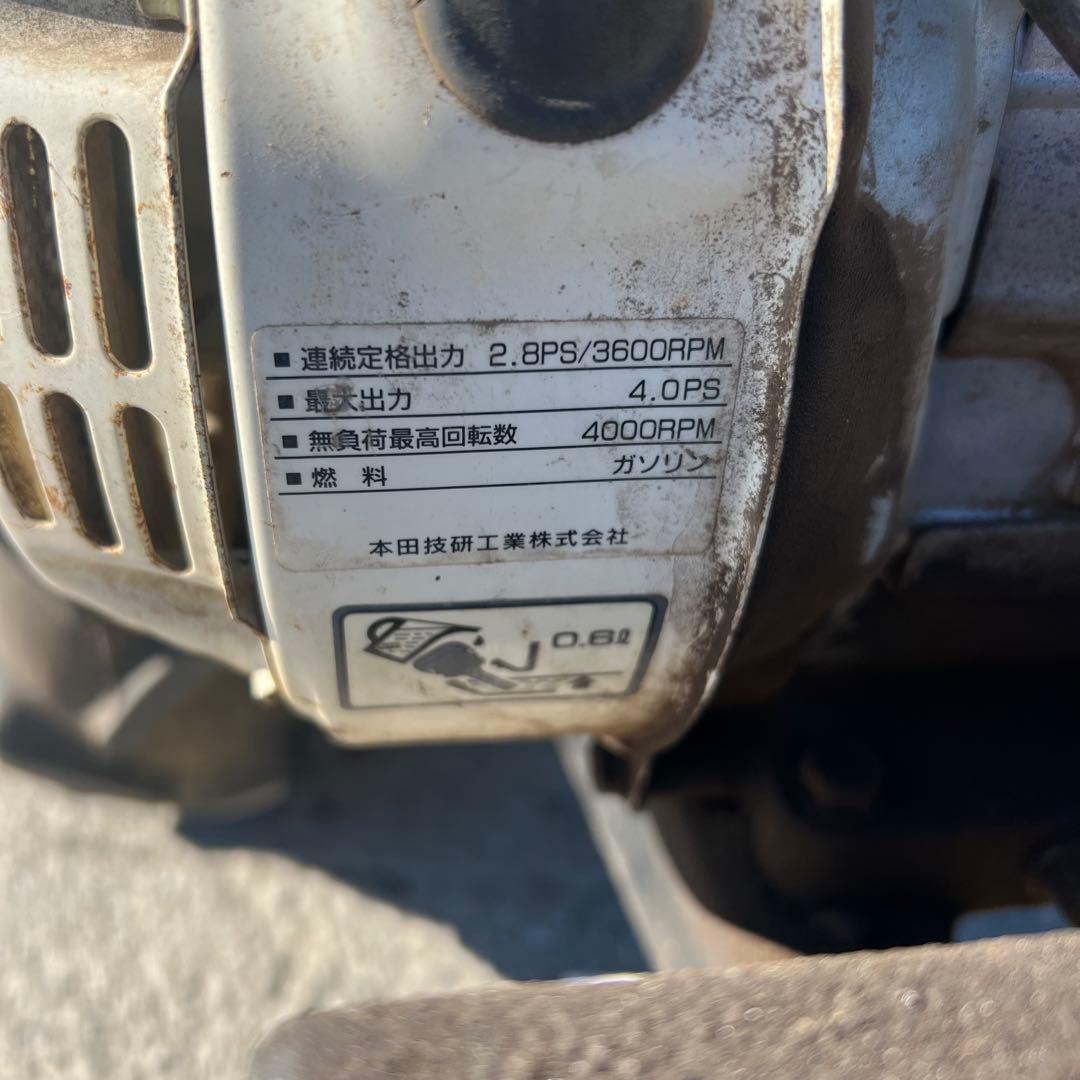 ■ 連続定格出力 2.8PS/3600RPM
■ 最大出力 4.0PS
■ 無負荷最高回転数 4000RPM
■ 燃料 ガソリン
本田技研工業株式会社
0.6ℓ